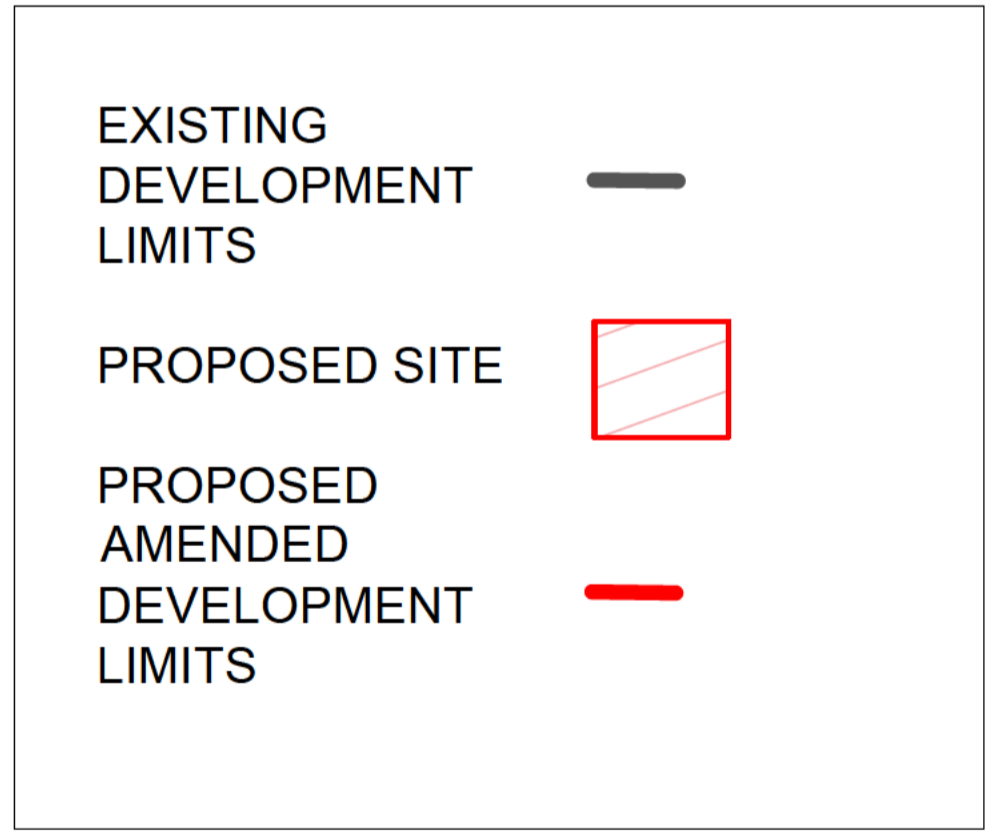 EXISTING
DEVELOPMENT
LIMITS
PROPOSED SITE
PROPOSED
AMENDED
DEVELOPMENT
LIMITS